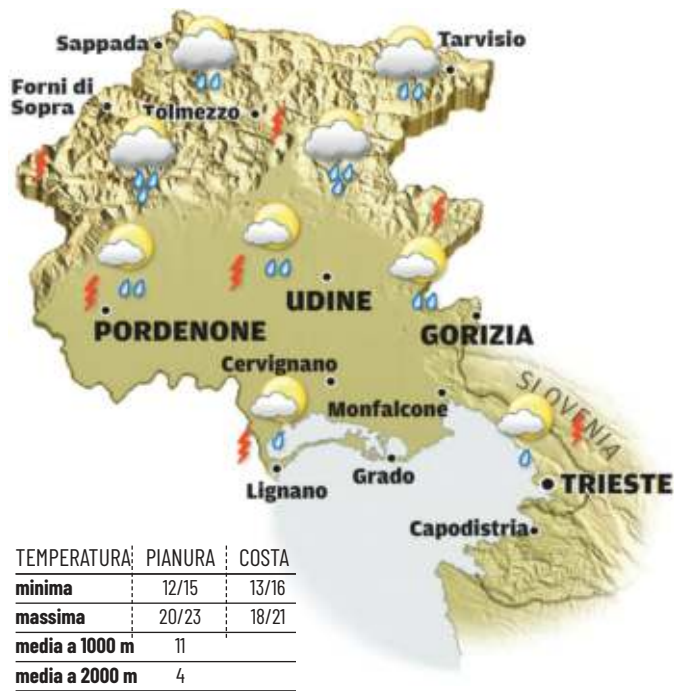 Sappada
Tarvisio
Forni di
Sopra
Tolmezzo
UDINE
PORDENONE
GORIZIA
Cervignano
SLOVENIA
Monfalcone
Grado
Lignano
TRIESTE
Capodistria
TEMPERATURA PIANURA COSTA
minima 12/15 13/16
massima 20/23 18/21
media a 1000 m 11
media a 2000 m 4